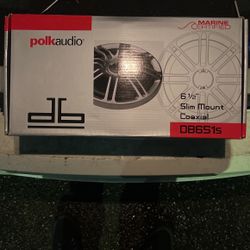 polkaudio
MARINE
CERTIFIED
db
6 ½"
Slim Mount
Coaxial
DB651s